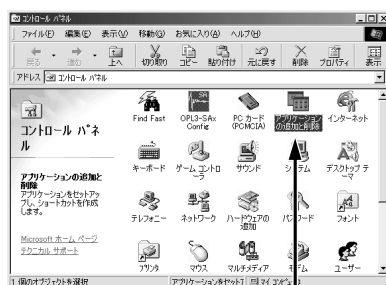 コントロール パネル
ファイル(F) 編集(E) 表示(V) 移動(G) お気に入り(A) ヘルプ(H)
戻る 進む 上へ 切り取り コピー 貼り付け 元に戻す 削除 プロパティ 表示
アドレス コントロール パネル
コントロール パネル
アプリケーションの追加と
削除
アプリケーションをセットアッ
プし、ショートカットを作成
します。
Microsoft ホーム ページ
テクニカル サポート
Find Fast
OPL3-SAx
Config
PC カード
(PCMCIA)
アプリケーション
の追加と削除
インターネット
キーボード
ゲーム コントロ
ーラ
サウンド
システム
デスクトップ テ
ーマ
テレフォニー
ネットワーク
ハードウェアの
追加
パスワード
フォント
プリンタ
マウス
マルチメディア
モデム
ユーザー
1 個のオブジェクトを選択
アプリケーションをセットア
マイ コンピュ